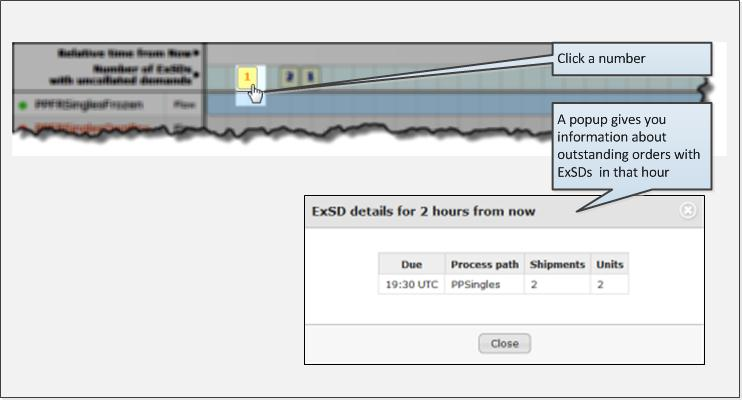 Relative time from Now
Number of ExSDs
with uncollated demands
1
2 1
Click a number
PPFRSinglesFrozen Flow
A popup gives you
information about
outstanding orders with
ExSDs in that hour
ExSD details for 2 hours from now
Due Process path Shipments Units
19:30 UTC PPSingles 2 2
Close